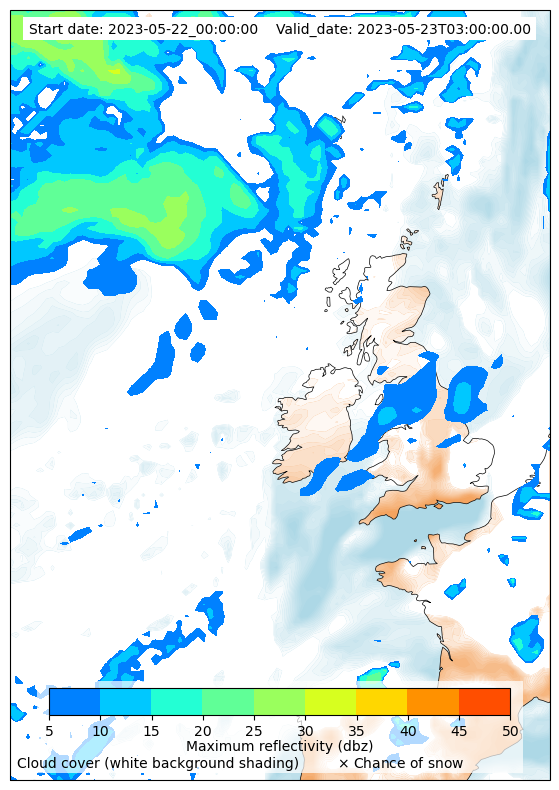 Start date: 2023-05-22_00:00:00 Valid_date: 2023-05-23T03:00:00.00
5 10 15 20 25 30 35 40 45 50
Maximum reflectivity (dbz)
Cloud cover (white background shading) × Chance of snow